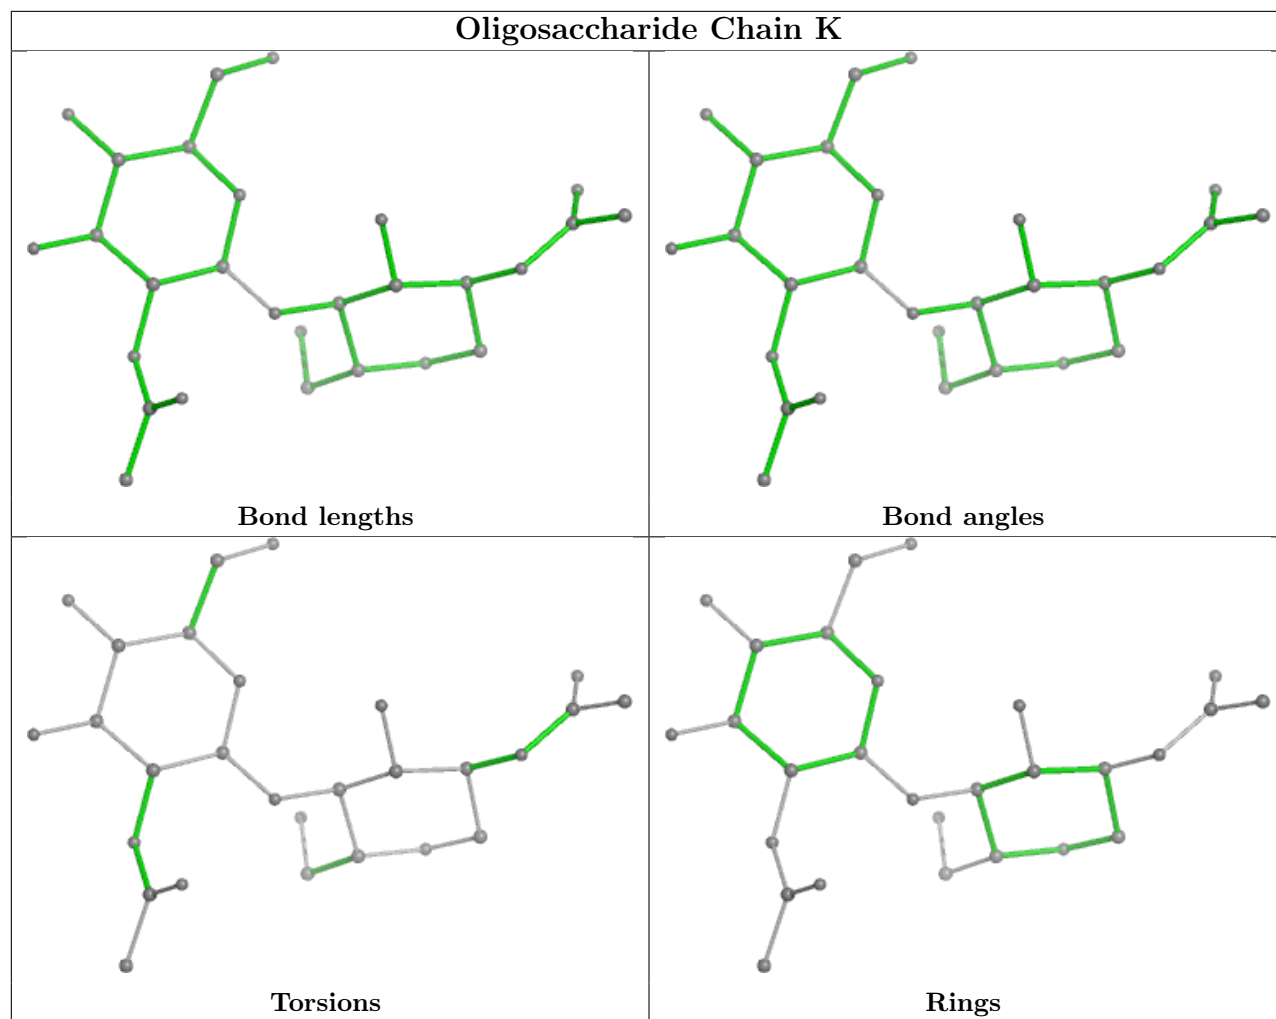 Oligosaccharide Chain K
Bond lengths
Bond angles
Torsions
Rings